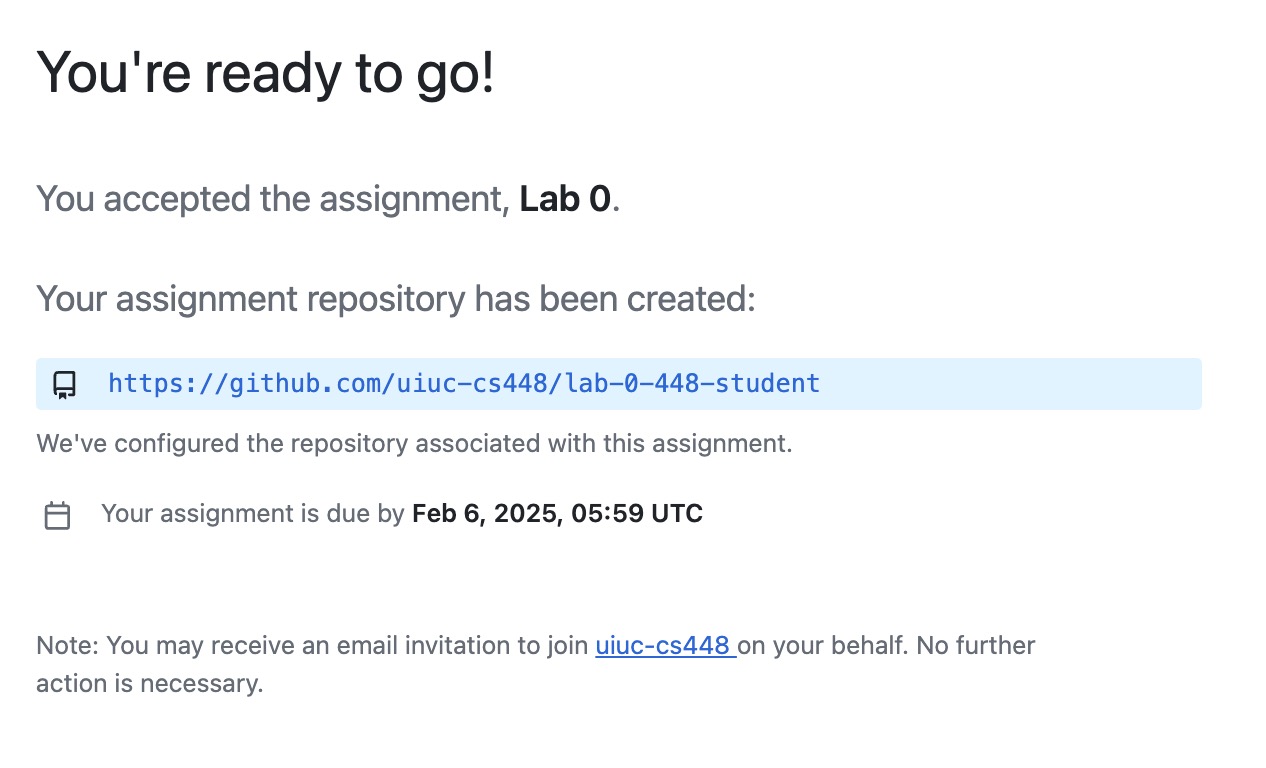 You're ready to go!
You accepted the assignment, Lab 0.
Your assignment repository has been created:
https://github.com/uiuc-cs448/lab-0-448-student
We've configured the repository associated with this assignment.
Your assignment is due by Feb 6, 2025, 05:59 UTC
Note: You may receive an email invitation to join uiuc-cs448 on your behalf. No further
action is necessary.